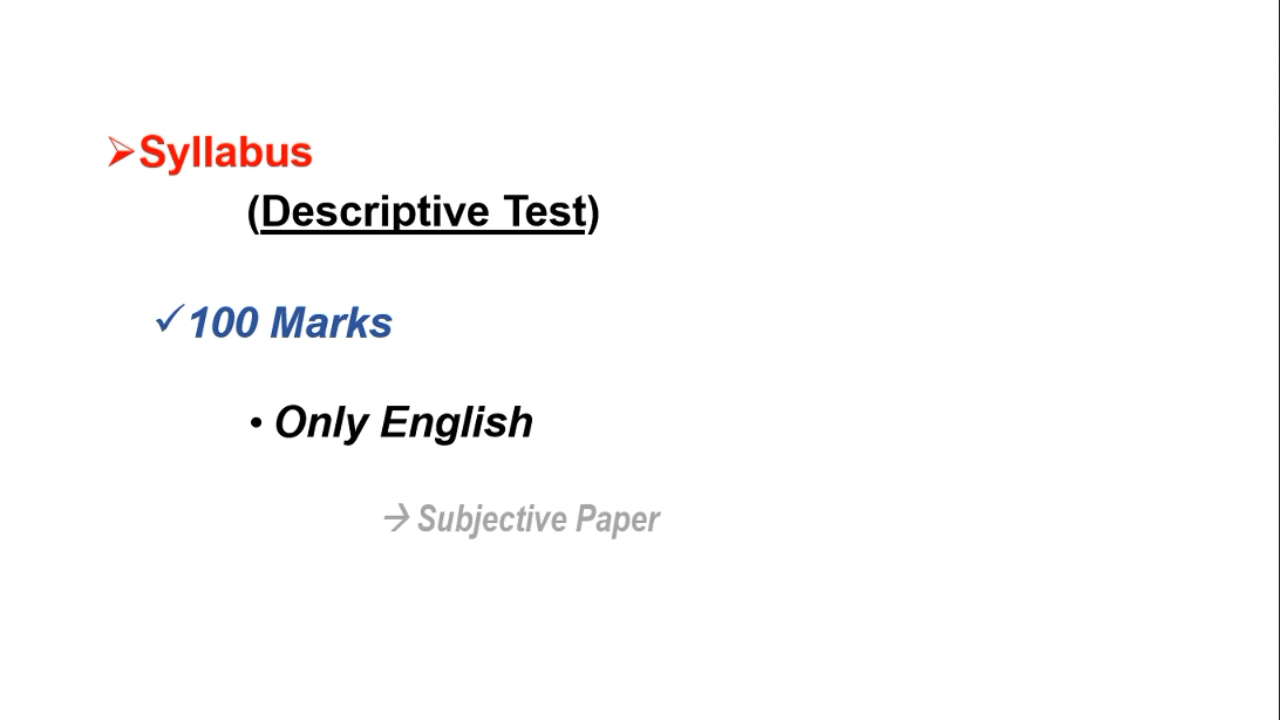 ➢Syllabus
(Descriptive Test)
✓100 Marks
• Only English
→ Subjective Paper